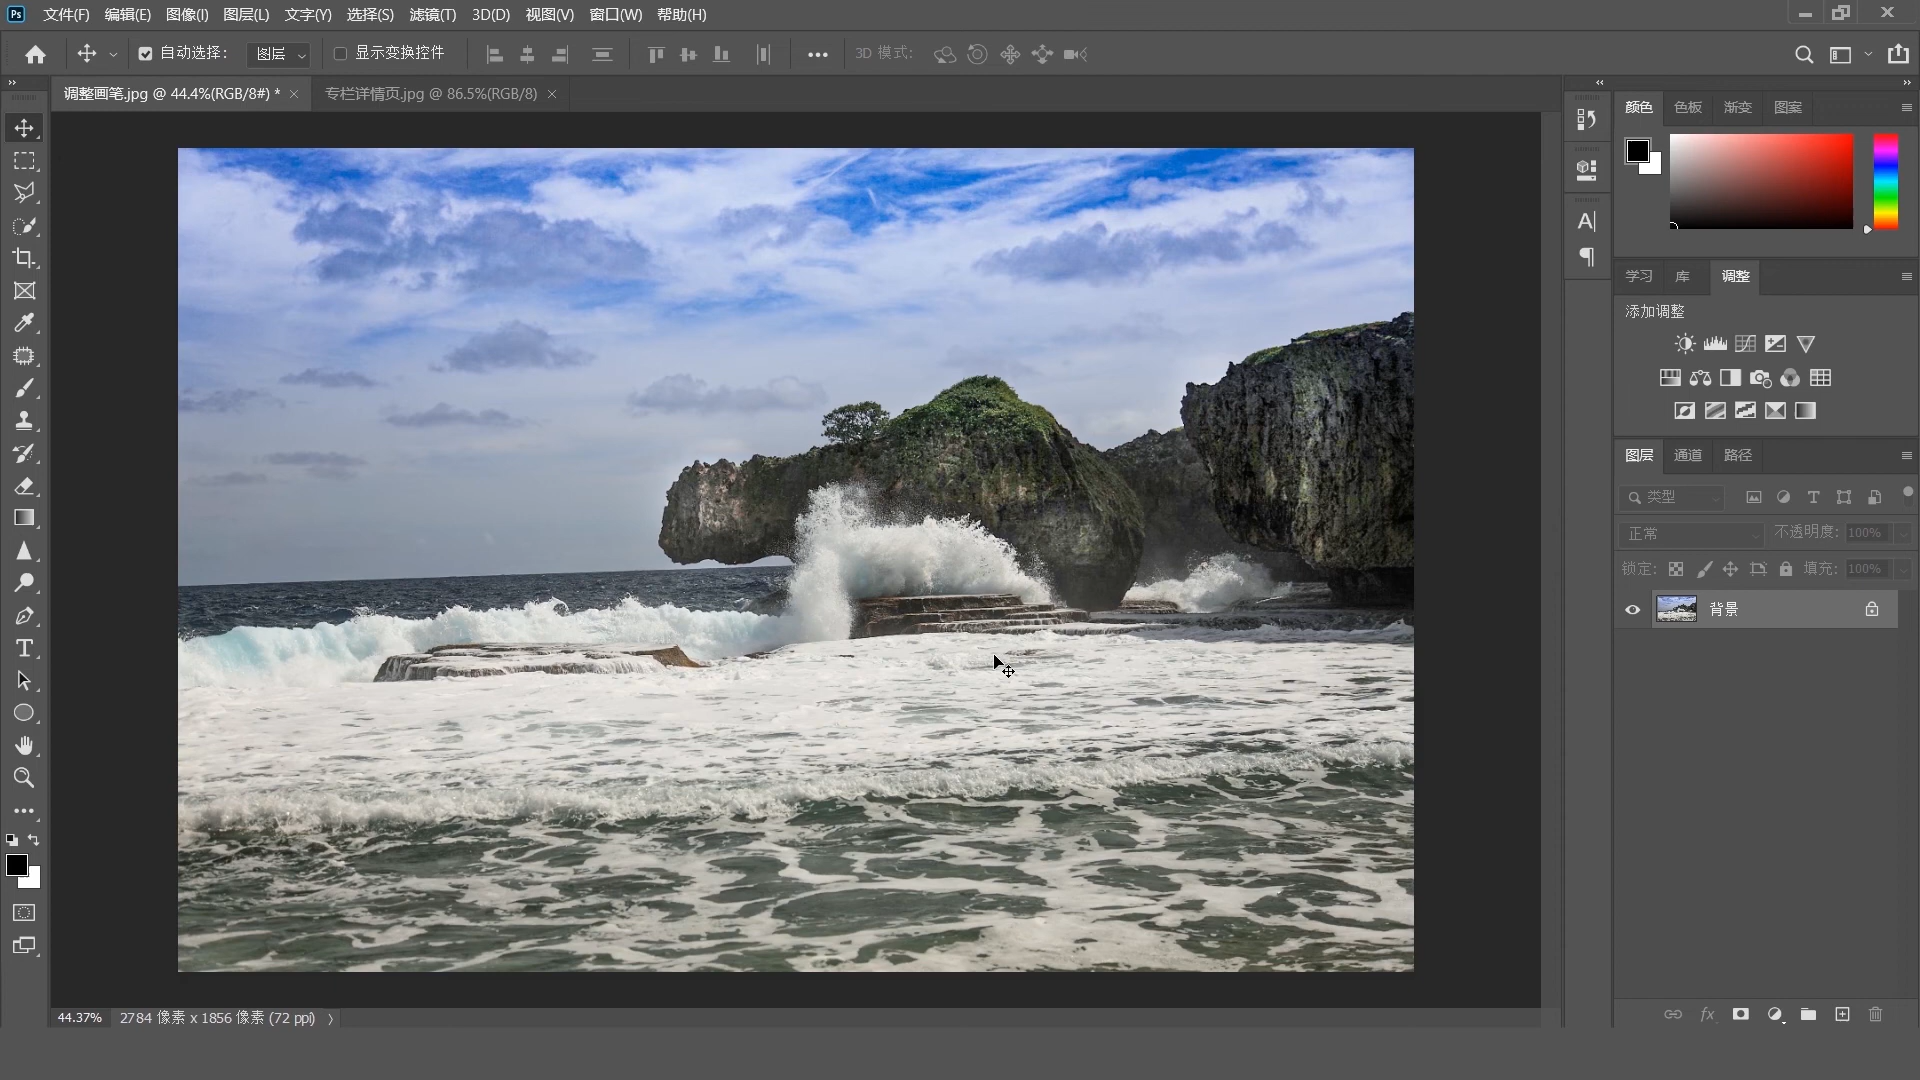 Ps 文件(F) 编辑(E) 图像(I) 图层(L) 文字(Y) 选择(S) 滤镜(T) 3D(D) 视图(V) 窗口(W) 帮助(H)
自动选择： 图层 显示变换控件 3D 模式：
调整画笔.jpg @ 44.4%(RGB/8#) * × 专栏详情页.jpg @ 86.5%(RGB/8) ×
颜色 色板 渐变 图案
学习 库 调整
添加调整
图层 通道 路径
类型
正常 不透明度： 100%
锁定： 填充： 100%
背景
fx
44.37% 2784 像素 x 1856 像素 (72 ppi)